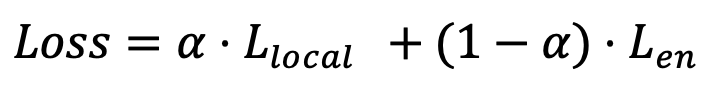 Loss = α · L_local + (1 − α) · L_en